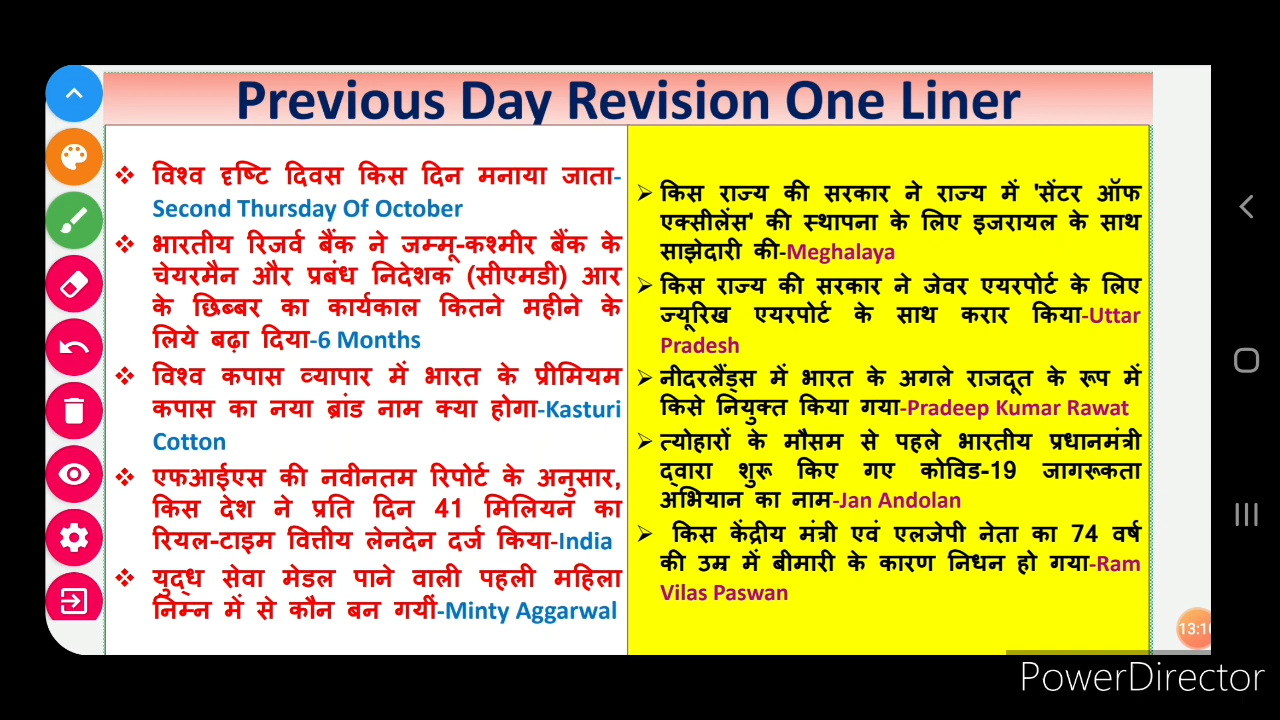 Previous Day Revision One Liner
❖ विश्व दृष्टि दिवस किस दिन मनाया जाता-
Second Thursday Of October
❖ भारतीय रिजर्व बैंक ने जम्मू-कश्मीर बैंक के
चेयरमैन और प्रबंध निदेशक (सीएमडी) आर
के छिब्बर का कार्यकाल कितने महीने के
लिये बढ़ा दिया-6 Months
❖ विश्व कपास व्यापार में भारत के प्रीमियम
कपास का नया ब्रांड नाम क्या होगा-Kasturi
Cotton
❖ एफआईएस की नवीनतम रिपोर्ट के अनुसार,
किस देश ने प्रति दिन 41 मिलियन का
रियल-टाइम वित्तीय लेनदेन दर्ज किया-India
❖ युद्ध सेवा मेडल पाने वाली पहली महिला
निम्न में से कौन बन गयीं-Minty Aggarwal
➢ किस राज्य की सरकार ने राज्य में 'सेंटर ऑफ
एक्सीलेंस' की स्थापना के लिए इजरायल के साथ
साझेदारी की-Meghalaya
➢ किस राज्य की सरकार ने जेवर एयरपोर्ट के लिए
ज्यूरिख एयरपोर्ट के साथ करार किया-Uttar
Pradesh
➢ नीदरलैंड्स में भारत के अगले राजदूत के रूप में
किसे नियुक्त किया गया-Pradeep Kumar Rawat
➢ त्योहारों के मौसम से पहले भारतीय प्रधानमंत्री
द्वारा शुरू किए गए कोविड-19 जागरूकता
अभियान का नाम-Jan Andolan
➢ किस केंद्रीय मंत्री एवं एलजेपी नेता का 74 वर्ष
की उम्र में बीमारी के कारण निधन हो गया-Ram
Vilas Paswan
PowerDirector